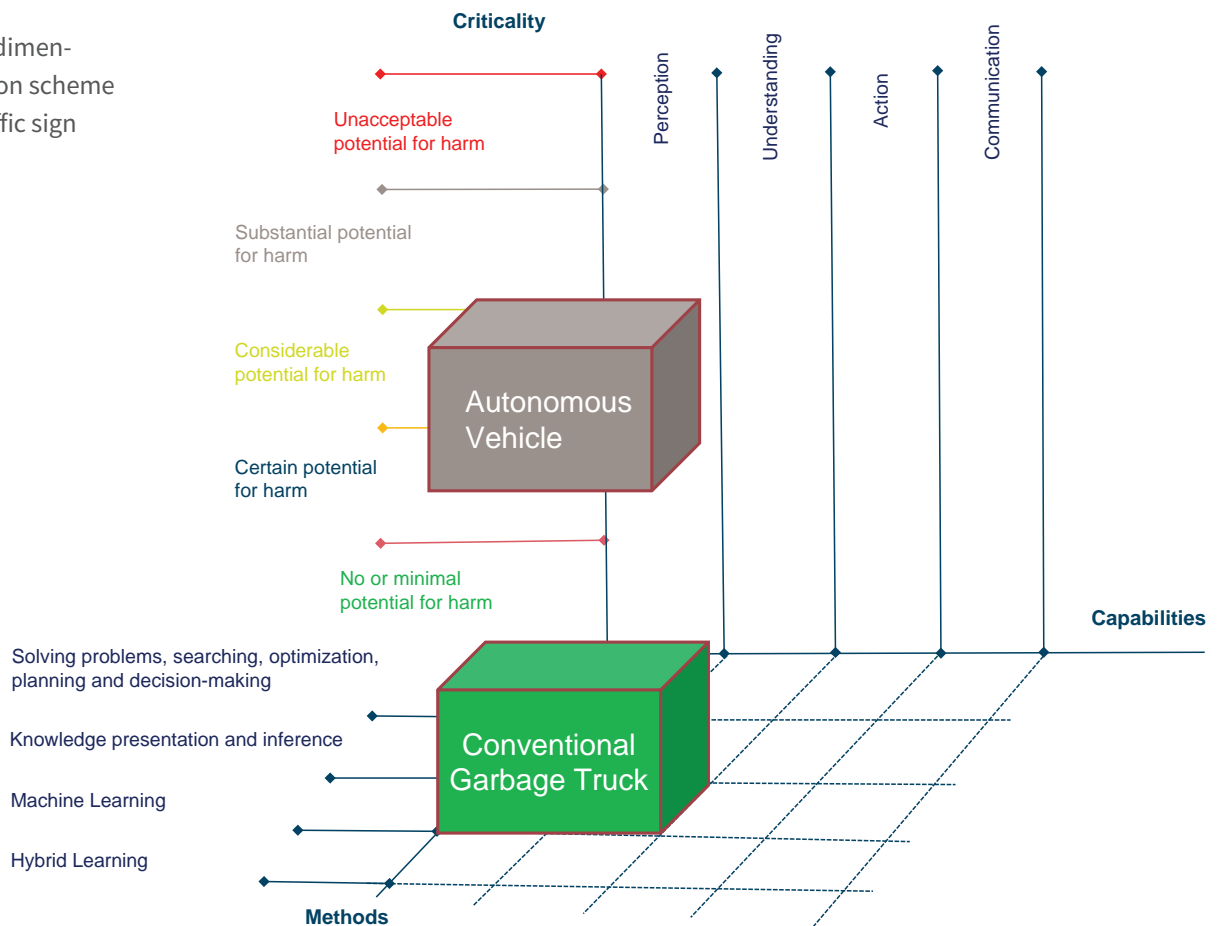 Criticality
dimen-
on scheme
ffic sign
Perception
Understanding
Action
Communication
Unacceptable
potential for harm
Substantial potential
for harm
Considerable
potential for harm
Autonomous
Vehicle
Certain potential
for harm
No or minimal
potential for harm
Capabilities
Solving problems, searching, optimization,
planning and decision-making
Knowledge presentation and inference
Conventional
Garbage Truck
Machine Learning
Hybrid Learning
Methods